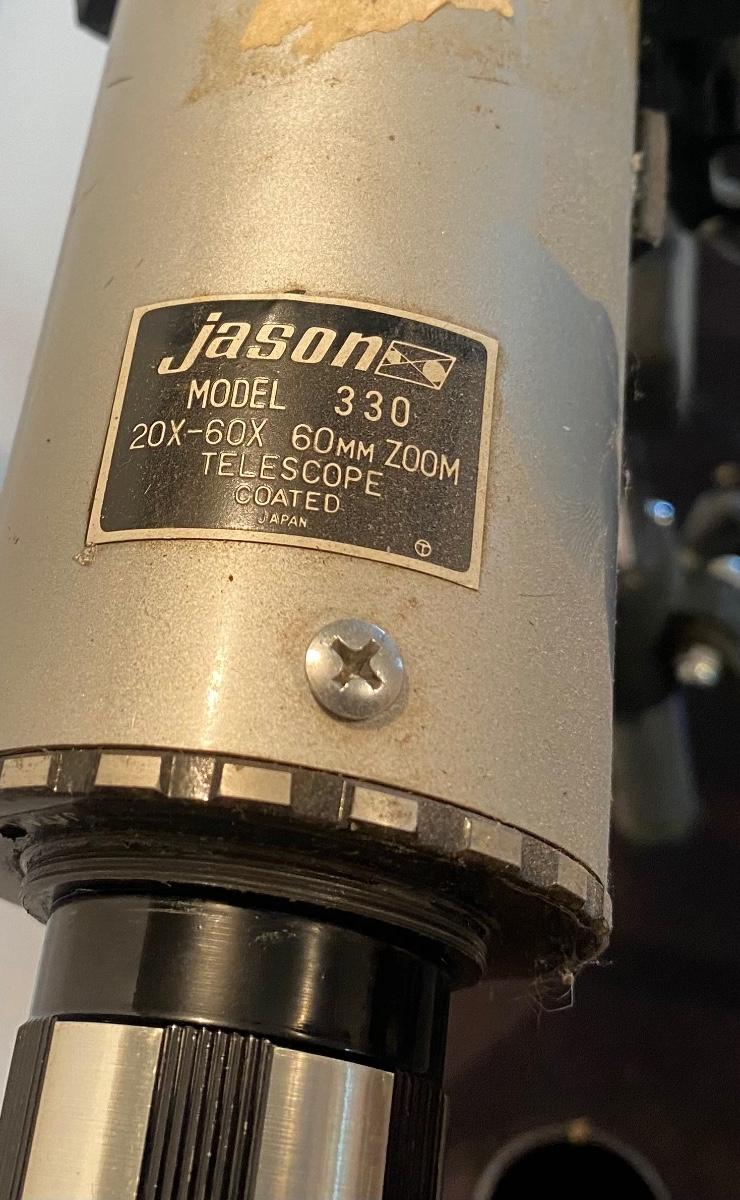 jason
MODEL 330
20X-60X 60MM ZOOM
TELESCOPE
COATED
JAPAN
T